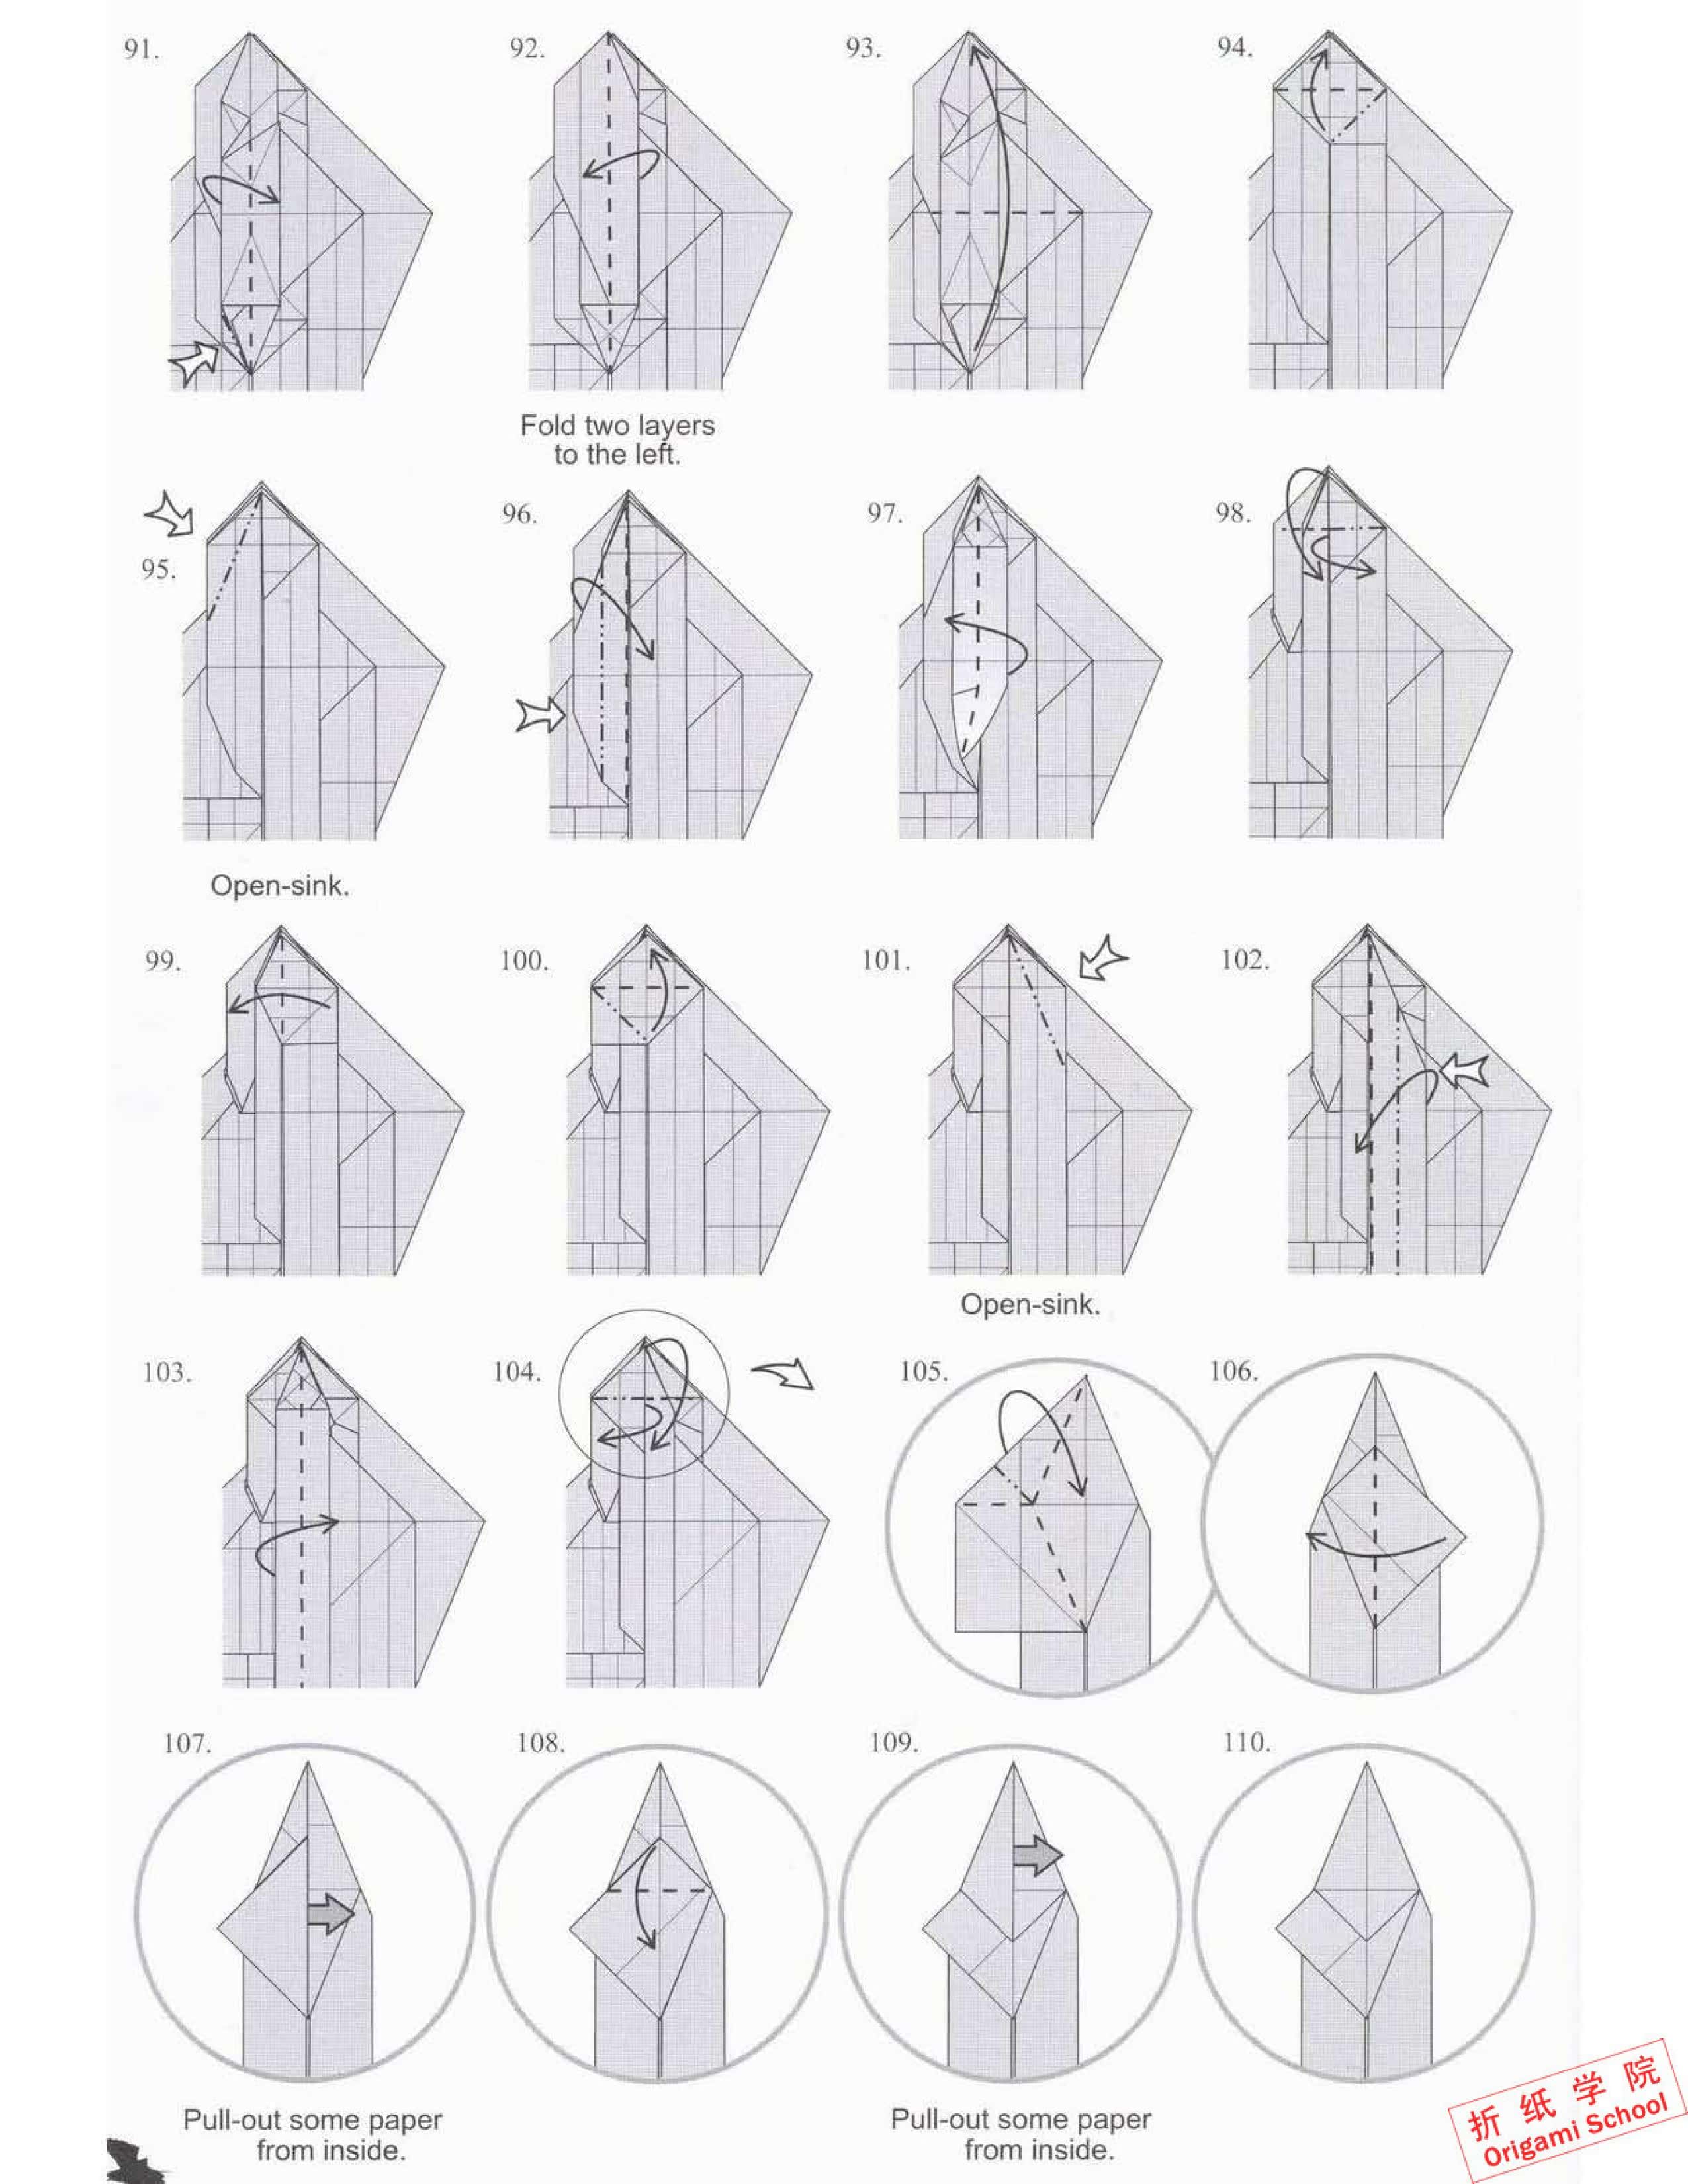 91.
92.
93.
94.
Fold two layers
to the left.
95.
96.
97.
98.
Open-sink.
99.
100.
101.
102.
Open-sink.
103.
104.
105.
106.
107.
108.
109.
110.
Pull-out some paper
from inside.
Pull-out some paper
from inside.
折纸学院
Origami School